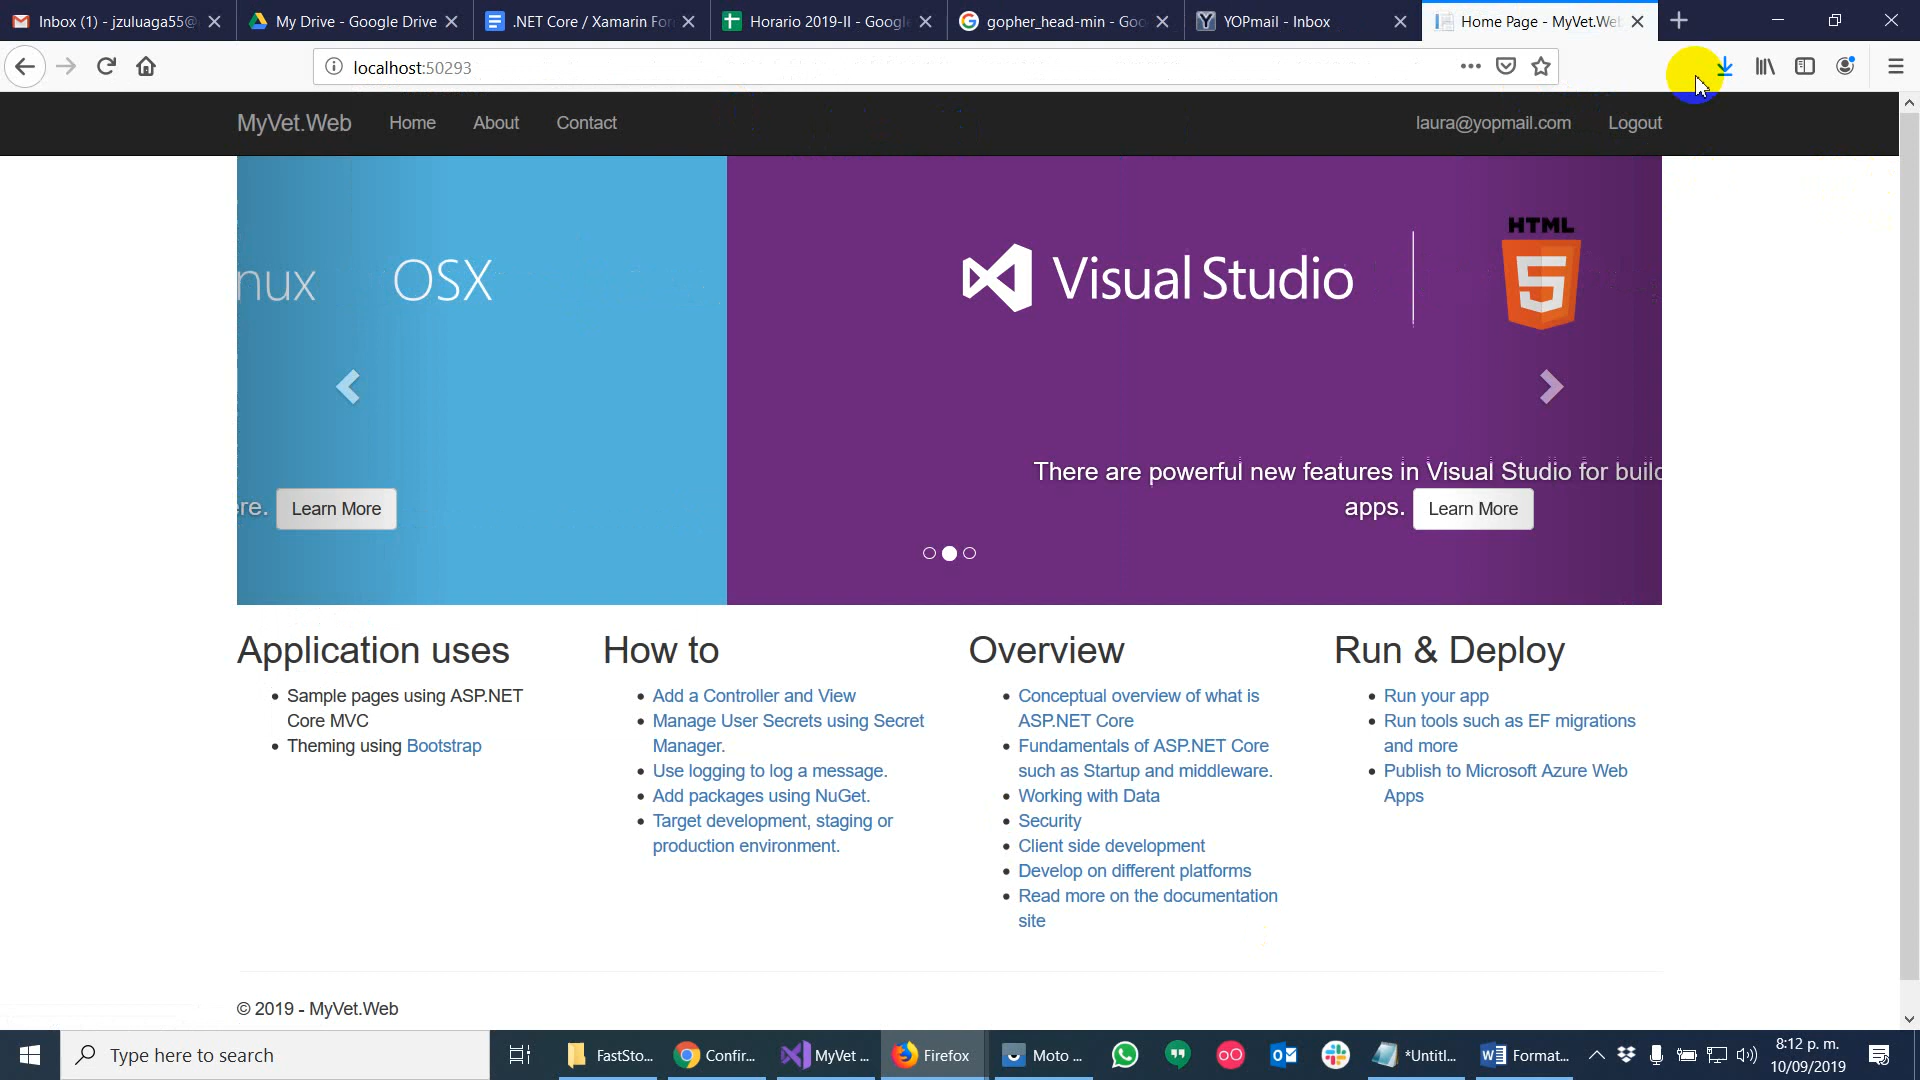 Inbox (1) - jzuluaga55@
My Drive - Google Drive
.NET Core / Xamarin For
Horario 2019-II - Google
gopher_head-min - Goo
YOPmail - Inbox
Home Page - MyVet.We
localhost:50293
MyVet.Web
Home
About
Contact
laura@yopmail.com
Logout
nux
OSX
Visual Studio
HTML
5
There are powerful new features in Visual Studio for build
re.
Learn More
apps.
Learn More
Application uses
Sample pages using ASP.NET
Core MVC
Theming using Bootstrap
How to
Add a Controller and View
Manage User Secrets using Secret
Manager.
Use logging to log a message.
Add packages using NuGet.
Target development, staging or
production environment.
Overview
Conceptual overview of what is
ASP.NET Core
Fundamentals of ASP.NET Core
such as Startup and middleware.
Working with Data
Security
Client side development
Develop on different platforms
Read more on the documentation
site
Run & Deploy
Run your app
Run tools such as EF migrations
and more
Publish to Microsoft Azure Web
Apps
© 2019 - MyVet.Web
Type here to search
FastSto...
Confir...
MyVet ...
Firefox
Moto ...
*Untitl...
Format...
8:12 p. m.
10/09/2019